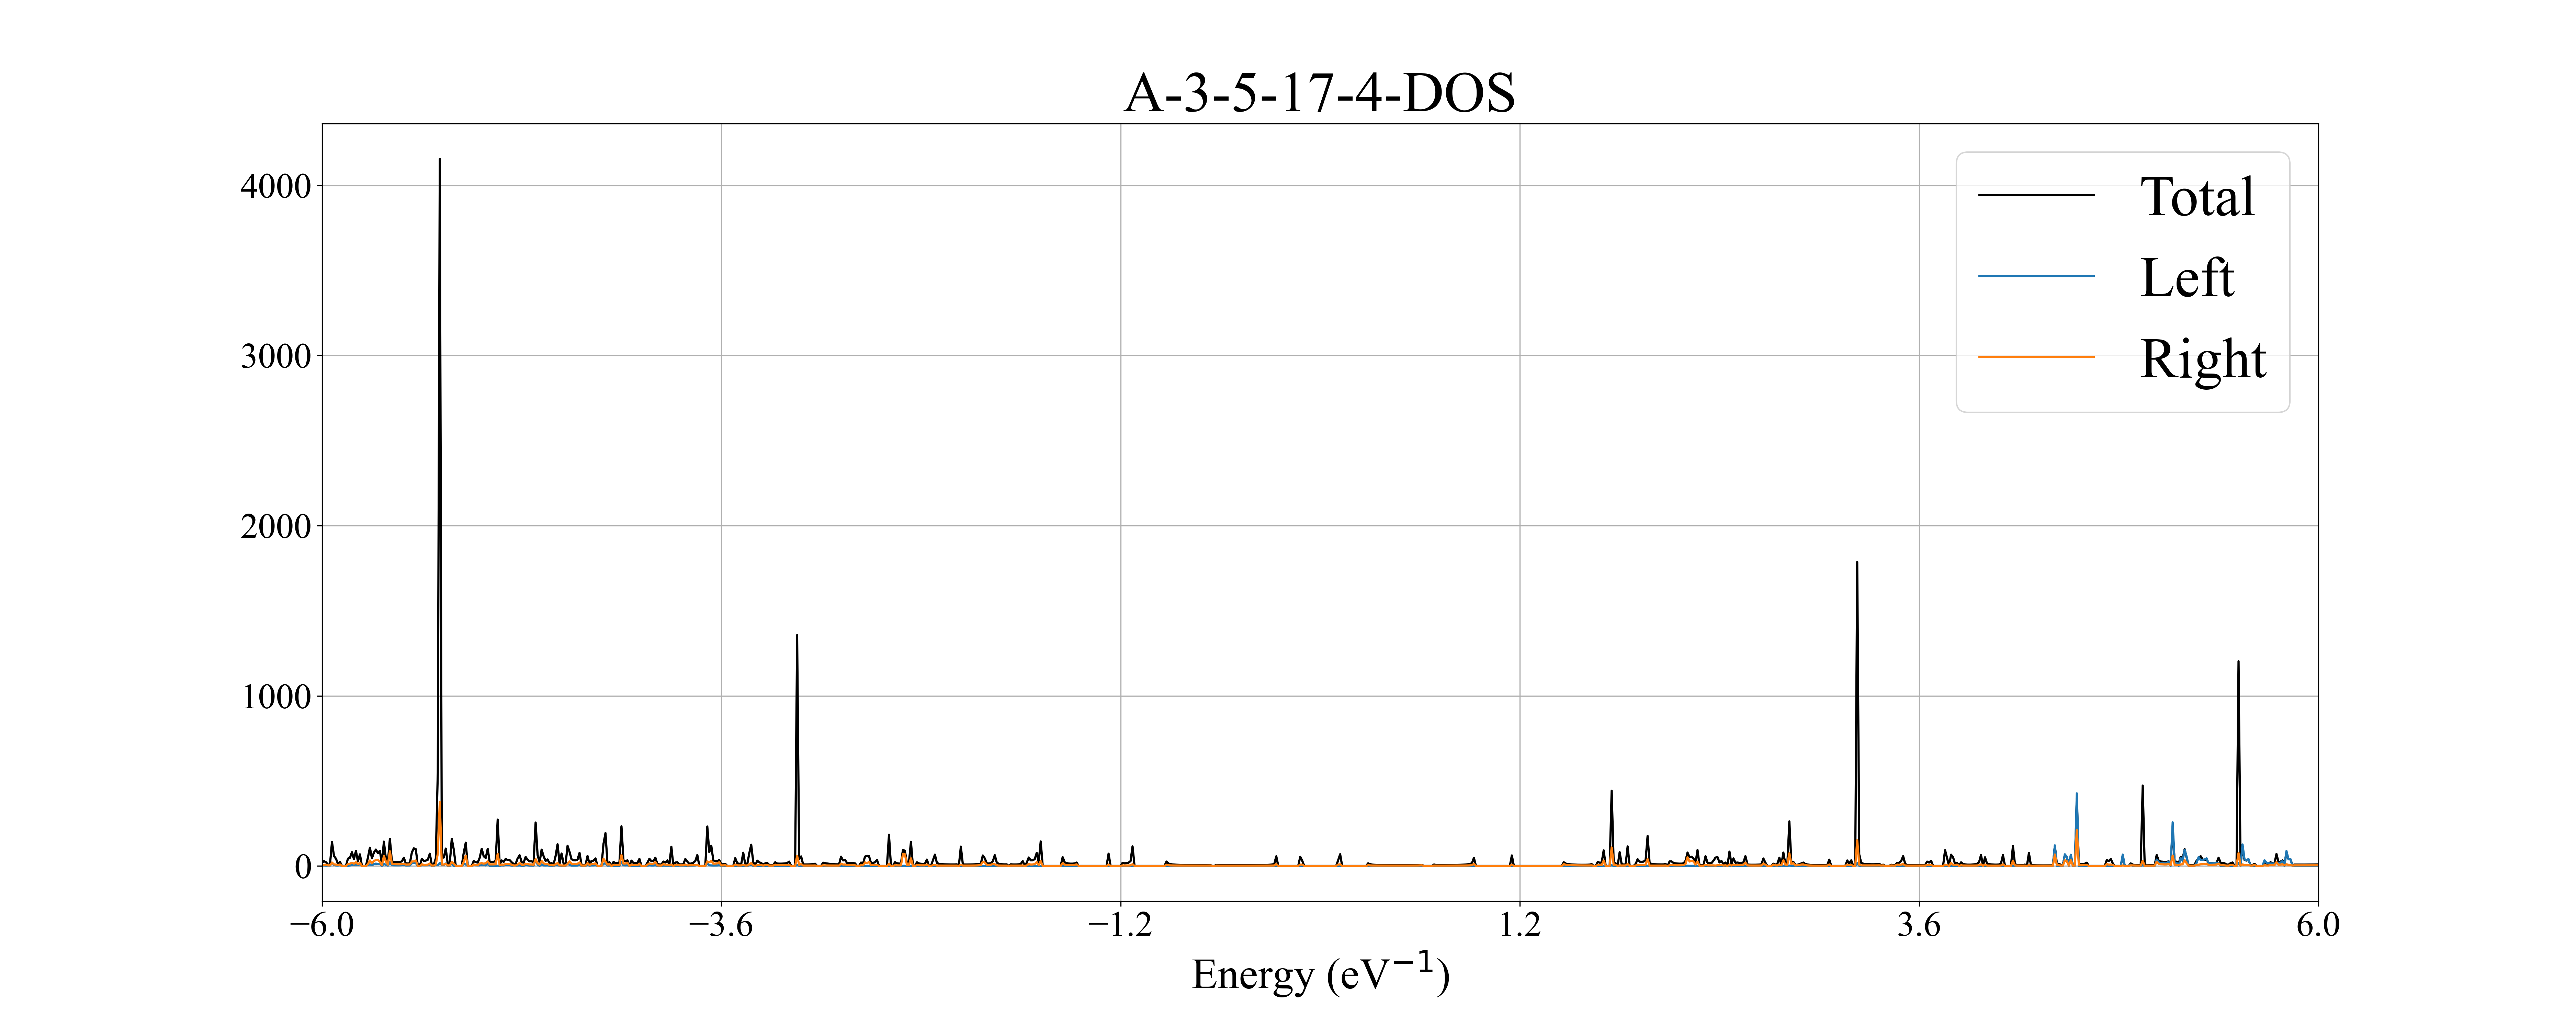 A-3-5-17-4-DOS
4000
3000
2000
1000
0
Total
Left
Right
−6.0 −3.6 −1.2 1.2 3.6 6.0
Energy (eV⁻¹)